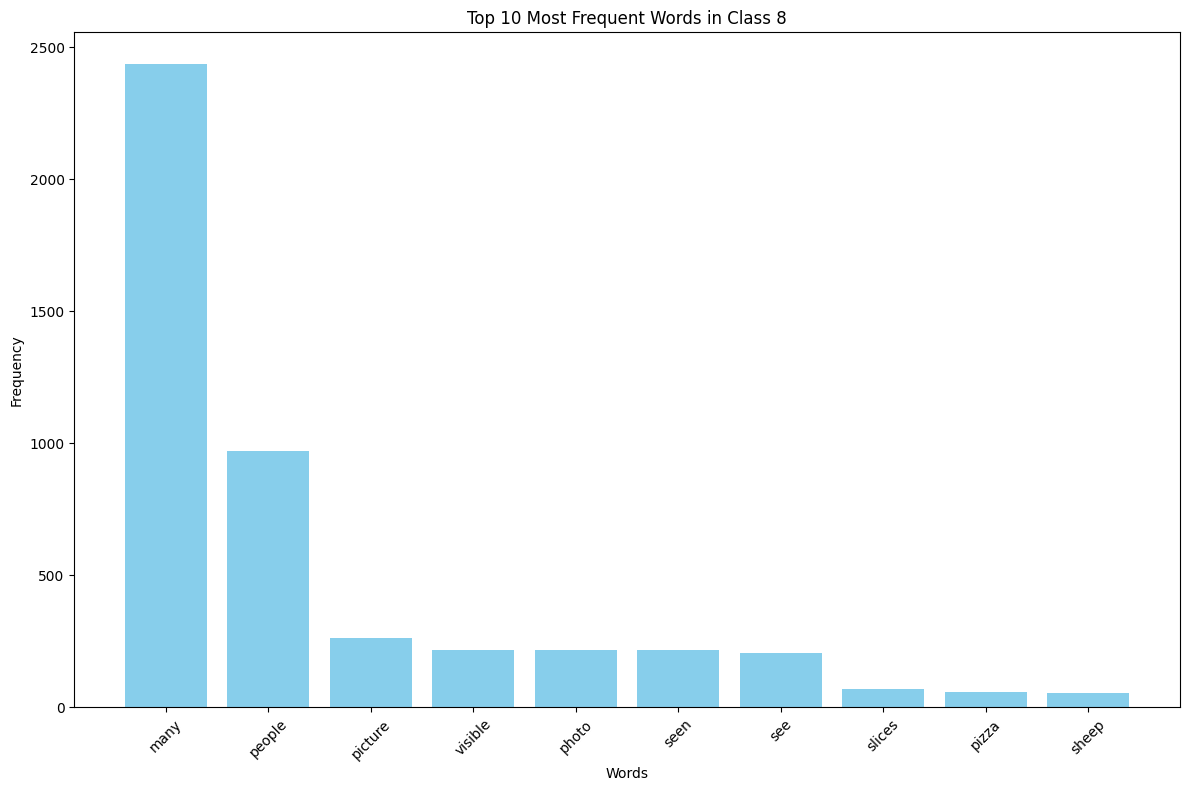 Top 10 Most Frequent Words in Class 8
2500
2000
1500
1000
500
0
Frequency
many
people
picture
visible
photo
seen
see
slices
pizza
sheep
Words